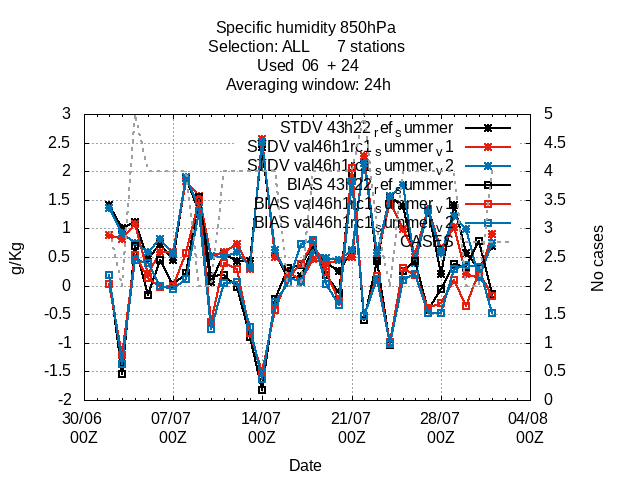 Specific humidity 850hPa
Selection: ALL 7 stations
Used 06 + 24
Averaging window: 24h
3 5
2.5 4.5
2 4
1.5 3.5
1 3
0.5 2.5
0 2
-0.5 1.5
-1 1
-1.5 0.5
-2 0
STDV 43h22_ref_summer
STDV val46h1rc1_summer_v1
STDV val46h1rc1_summer_v2
BIAS 43h22_ref_summer
BIAS val46h1rc1_summer_v1
BIAS val46h1rc1_summer_v2
CASES
g/Kg
No cases
30/06 07/07 14/07 21/07 28/07 04/08
00Z 00Z 00Z 00Z 00Z 00Z
Date